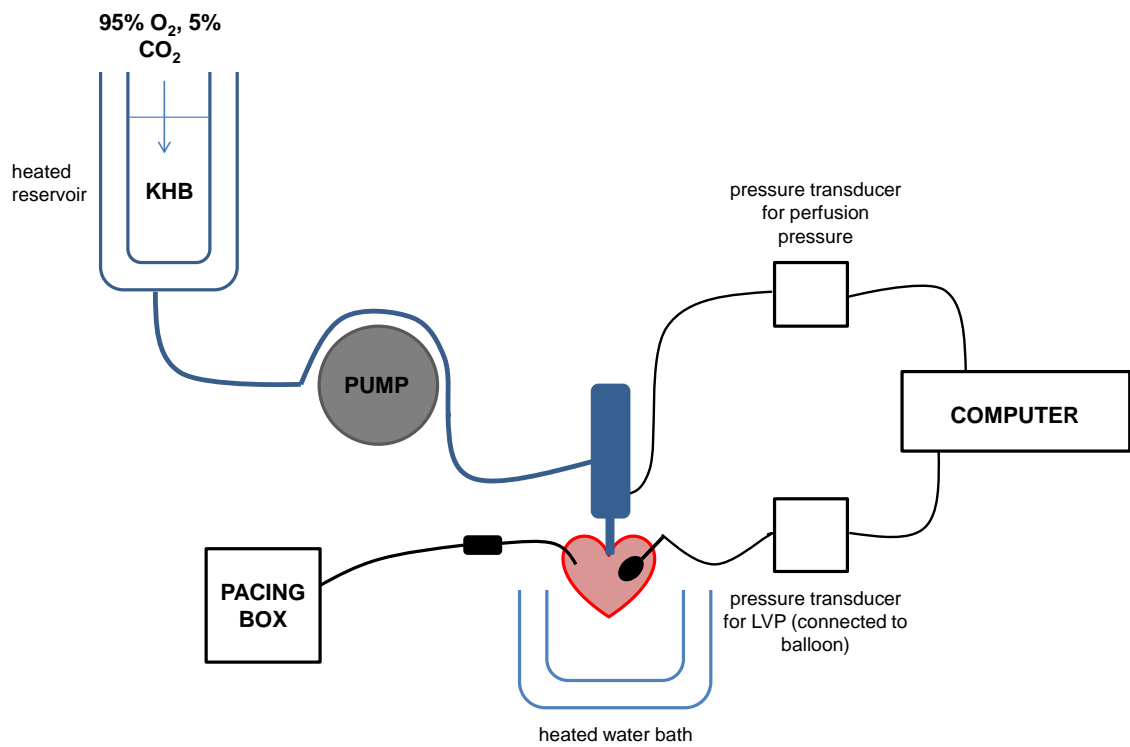 95% O₂, 5%
CO₂
heated
reservoir
KHB
pressure transducer
for perfusion
pressure
PUMP
COMPUTER
PACING
BOX
pressure transducer
for LVP (connected to
balloon)
heated water bath